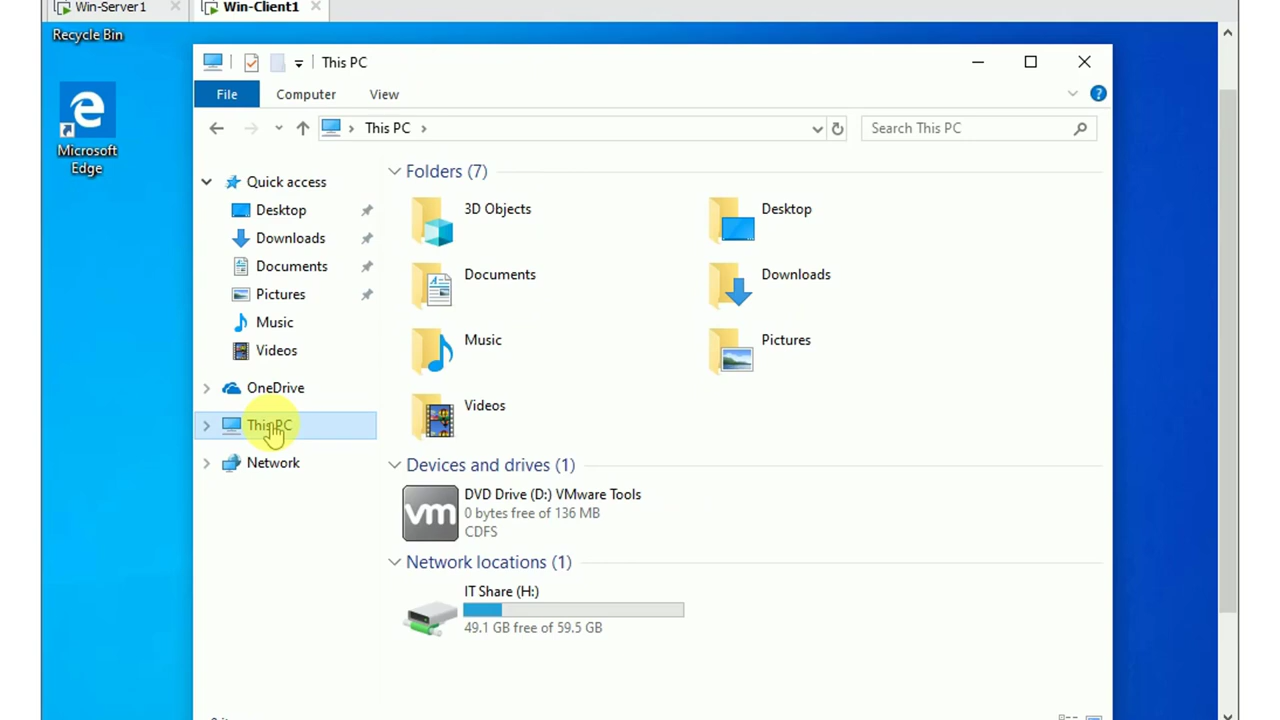 Win-Server1
Win-Client1
Recycle Bin
Microsoft
Edge
This PC
File
Computer
View
This PC
Search This PC
Quick access
Desktop
Downloads
Documents
Pictures
Music
Videos
OneDrive
This PC
Network
Folders (7)
3D Objects
Desktop
Documents
Downloads
Music
Pictures
Videos
Devices and drives (1)
DVD Drive (D:) VMware Tools
0 bytes free of 136 MB
CDFS
vm
Network locations (1)
IT Share (H:)
49.1 GB free of 59.5 GB